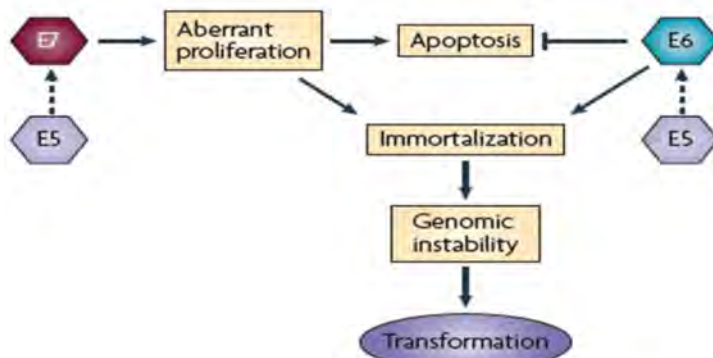 E7
Aberrant
proliferation
Apoptosis
E6
E5
Immortalization
E5
Genomic
instability
Transformation